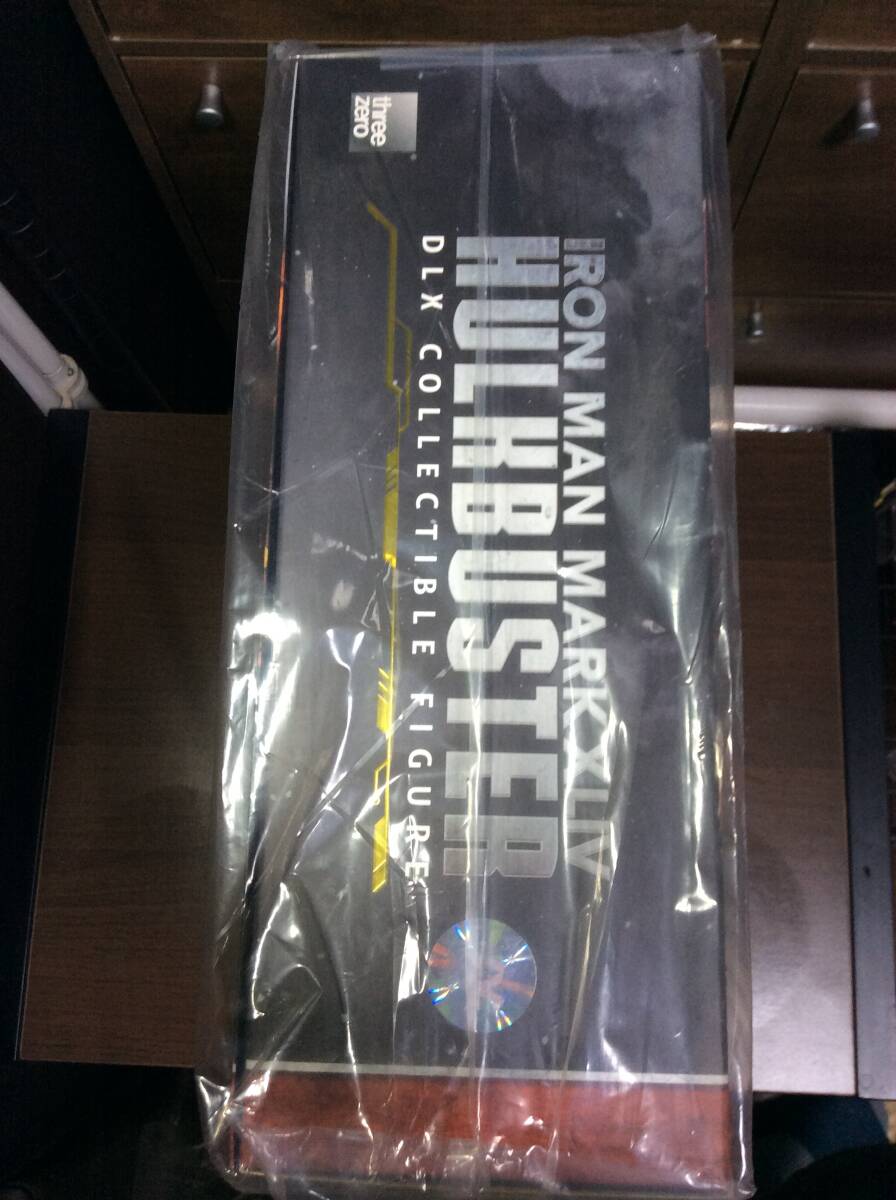 three
zero
IRON MAN MARK XLIV
HULKBUSTER
DLX COLLECTIBLE FIGURE